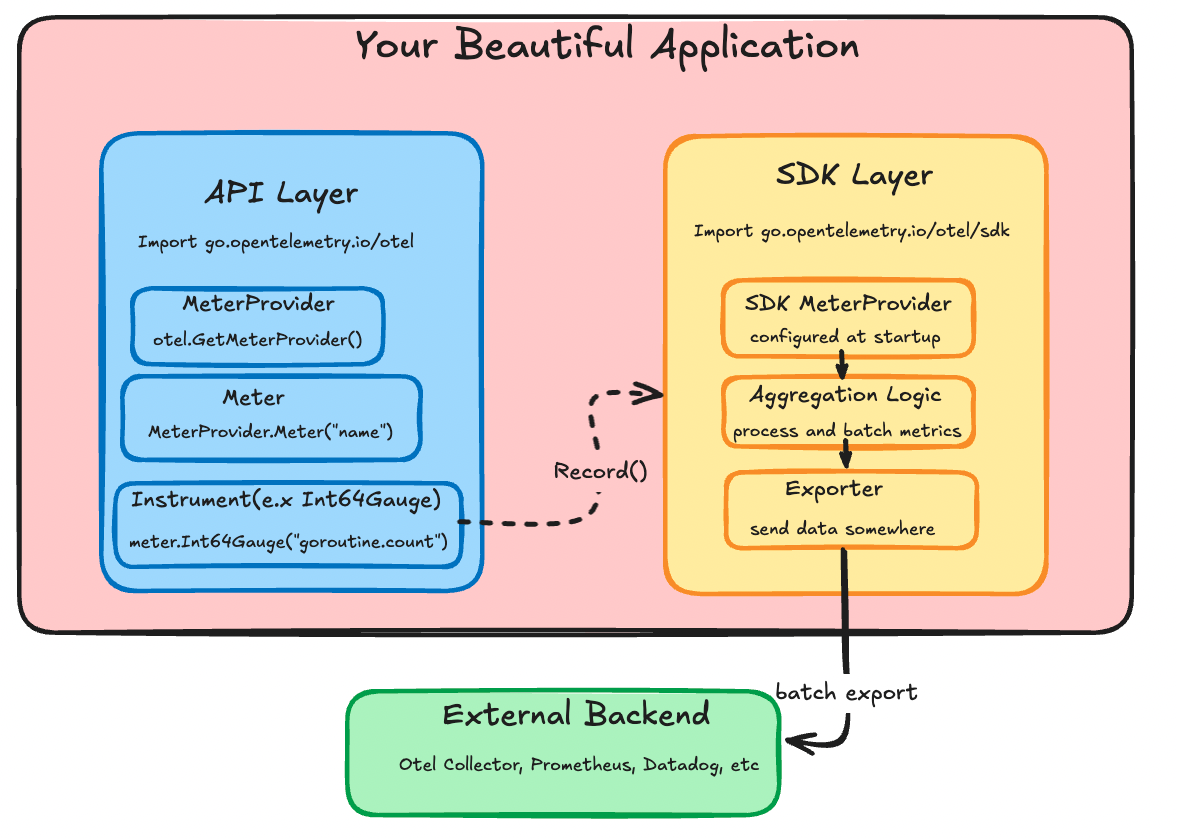 Your Beautiful Application
API Layer
Import go.opentelemetry.io/otel
MeterProvider
otel.GetMeterProvider()
Meter
MeterProvider.Meter("name")
Instrument(e.x Int64Gauge)
meter.Int64Gauge("goroutine.count")
Record()
SDK Layer
Import go.opentelemetry.io/otel/sdk
SDK MeterProvider
configured at startup
Aggregation Logic
process and batch metrics
Exporter
send data somewhere
batch export
External Backend
Otel Collector, Prometheus, Datadog, etc